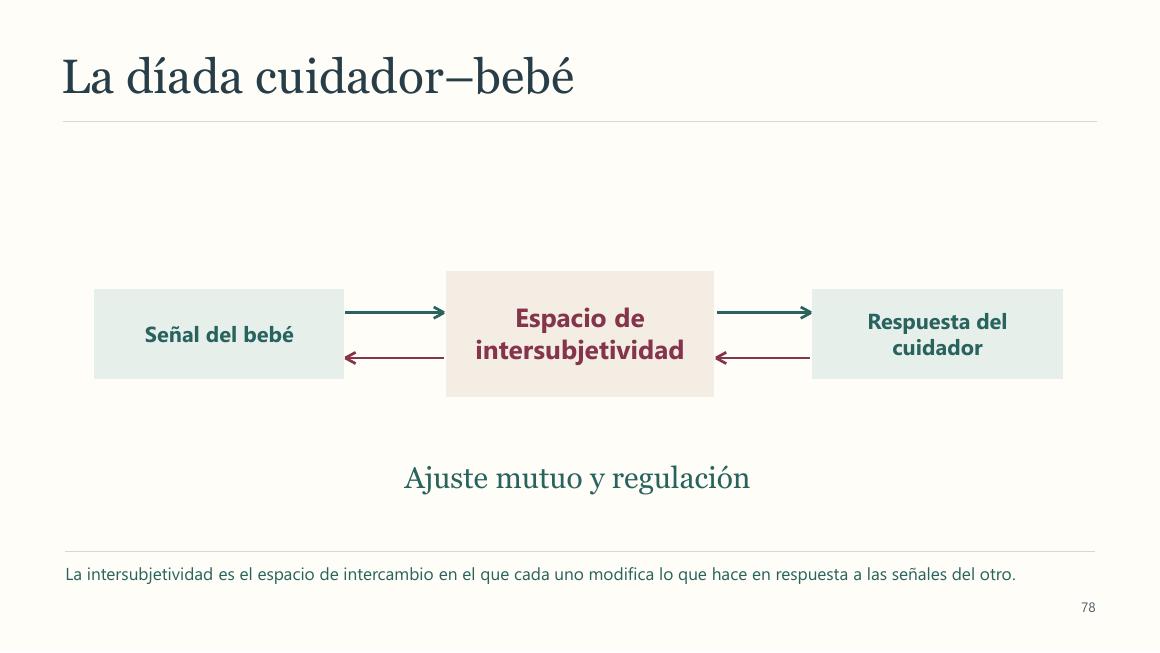 La díada cuidador–bebé
Señal del bebé
Espacio de
intersubjetividad
Respuesta del
cuidador
Ajuste mutuo y regulación
La intersubjetividad es el espacio de intercambio en el que cada uno modifica lo que hace en respuesta a las señales del otro.
78